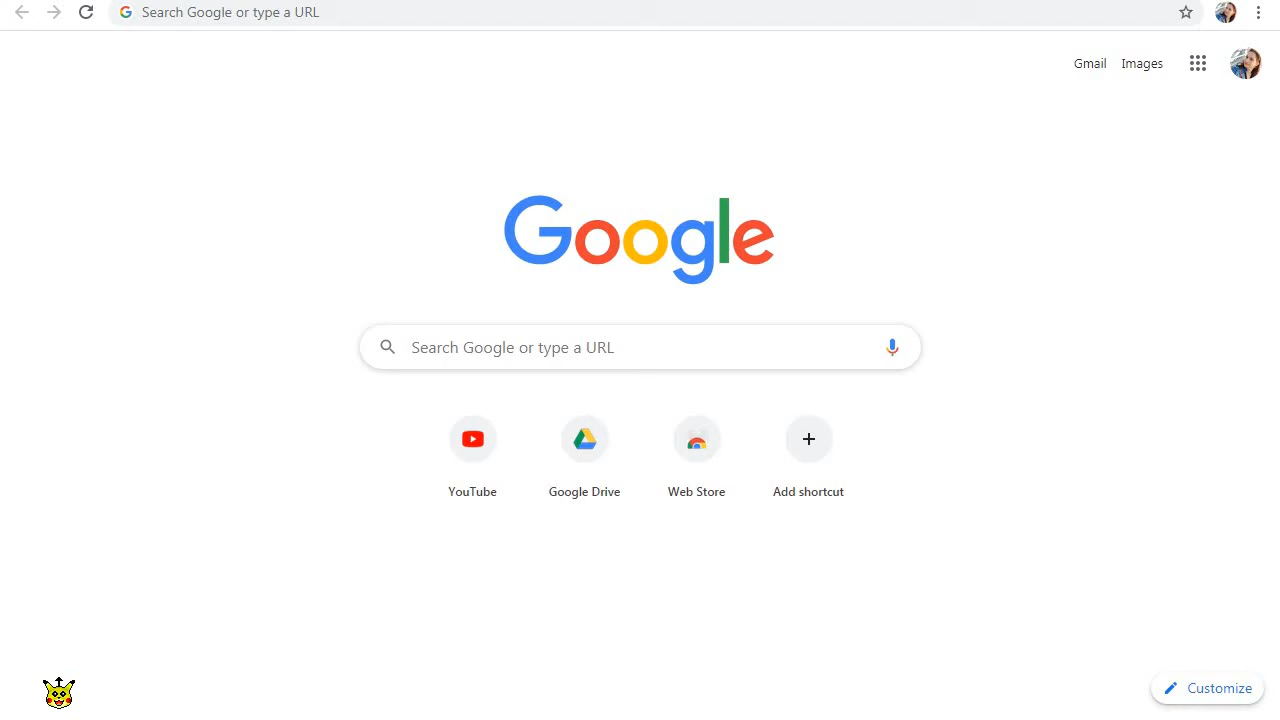 Search Google or type a URL
Gmail Images
Google
Search Google or type a URL
YouTube Google Drive Web Store Add shortcut
Customize